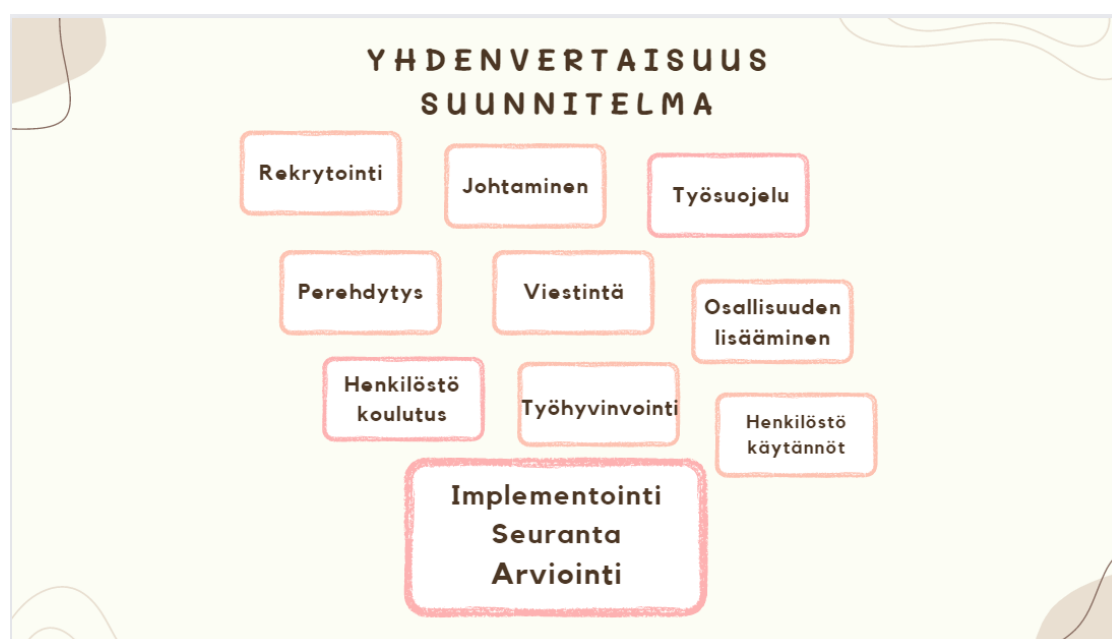 YHDENVERTAISUUS
SUUNNITELMA
Rekrytointi
Johtaminen
Työsuojelu
Perehdytys
Viestintä
Osallisuuden
lisääminen
Henkilöstö
koulutus
Työhyvinvointi
Henkilöstö
käytännöt
Implementointi
Seuranta
Arviointi